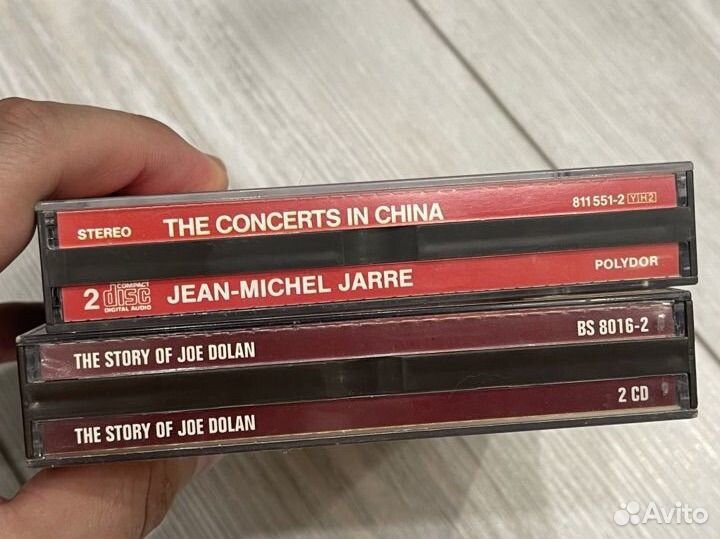 STEREO THE CONCERTS IN CHINA 811 551-2 Y H 2
2 COMPACT disc DIGITAL AUDIO JEAN-MICHEL JARRE POLYDOR
THE STORY OF JOE DOLAN BS 8016-2
THE STORY OF JOE DOLAN 2 CD
Avito